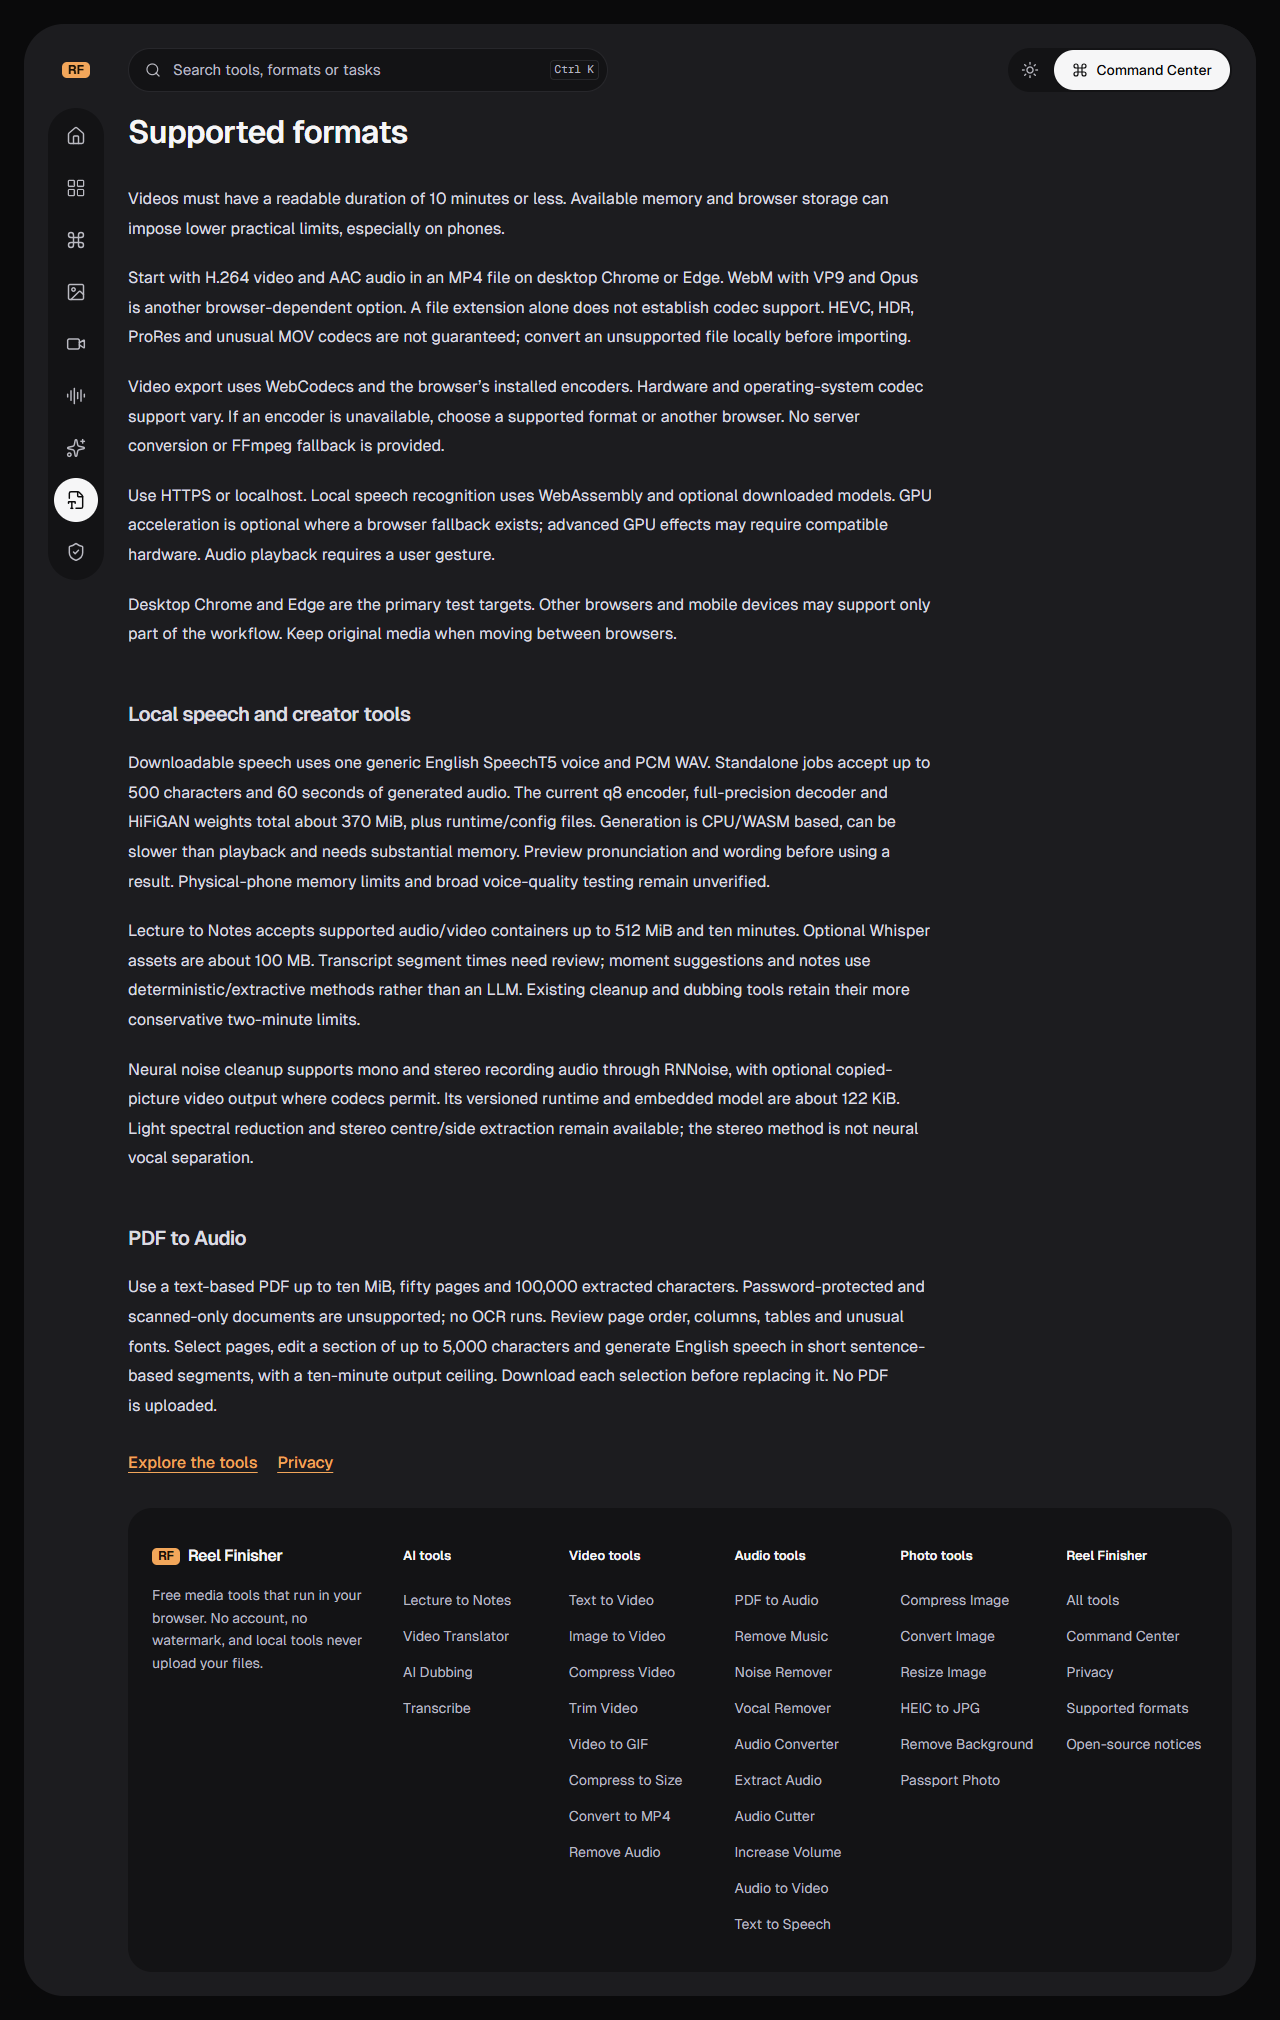 RF
Search tools, formats or tasks
Ctrl K
Command Center
Supported formats
Videos must have a readable duration of 10 minutes or less. Available memory and browser storage can
impose lower practical limits, especially on phones.
Start with H.264 video and AAC audio in an MP4 file on desktop Chrome or Edge. WebM with VP9 and Opus
is another browser-dependent option. A file extension alone does not establish codec support. HEVC, HDR,
ProRes and unusual MOV codecs are not guaranteed; convert an unsupported file locally before importing.
Video export uses WebCodecs and the browser’s installed encoders. Hardware and operating-system codec
support vary. If an encoder is unavailable, choose a supported format or another browser. No server
conversion or FFmpeg fallback is provided.
Use HTTPS or localhost. Local speech recognition uses WebAssembly and optional downloaded models. GPU
acceleration is optional where a browser fallback exists; advanced GPU effects may require compatible
hardware. Audio playback requires a user gesture.
Desktop Chrome and Edge are the primary test targets. Other browsers and mobile devices may support only
part of the workflow. Keep original media when moving between browsers.
Local speech and creator tools
Downloadable speech uses one generic English SpeechT5 voice and PCM WAV. Standalone jobs accept up to
500 characters and 60 seconds of generated audio. The current q8 encoder, full-precision decoder and
HiFiGAN weights total about 370 MiB, plus runtime/config files. Generation is CPU/WASM based, can be
slower than playback and needs substantial memory. Preview pronunciation and wording before using a
result. Physical-phone memory limits and broad voice-quality testing remain unverified.
Lecture to Notes accepts supported audio/video containers up to 512 MiB and ten minutes. Optional Whisper
assets are about 100 MB. Transcript segment times need review; moment suggestions and notes use
deterministic/extractive methods rather than an LLM. Existing cleanup and dubbing tools retain their more
conservative two-minute limits.
Neural noise cleanup supports mono and stereo recording audio through RNNoise, with optional copied-
picture video output where codecs permit. Its versioned runtime and embedded model are about 122 KiB.
Light spectral reduction and stereo centre/side extraction remain available; the stereo method is not neural
vocal separation.
PDF to Audio
Use a text-based PDF up to ten MiB, fifty pages and 100,000 extracted characters. Password-protected and
scanned-only documents are unsupported; no OCR runs. Review page order, columns, tables and unusual
fonts. Select pages, edit a section of up to 5,000 characters and generate English speech in short sentence-
based segments, with a ten-minute output ceiling. Download each selection before replacing it. No PDF
is uploaded.
Explore the tools Privacy
RF Reel Finisher
Free media tools that run in your
browser. No account, no
watermark, and local tools never
upload your files.
AI tools
Lecture to Notes
Video Translator
AI Dubbing
Transcribe
Video tools
Text to Video
Image to Video
Compress Video
Trim Video
Video to GIF
Compress to Size
Convert to MP4
Remove Audio
Audio tools
PDF to Audio
Remove Music
Noise Remover
Vocal Remover
Audio Converter
Extract Audio
Audio Cutter
Increase Volume
Audio to Video
Text to Speech
Photo tools
Compress Image
Convert Image
Resize Image
HEIC to JPG
Remove Background
Passport Photo
Reel Finisher
All tools
Command Center
Privacy
Supported formats
Open-source notices